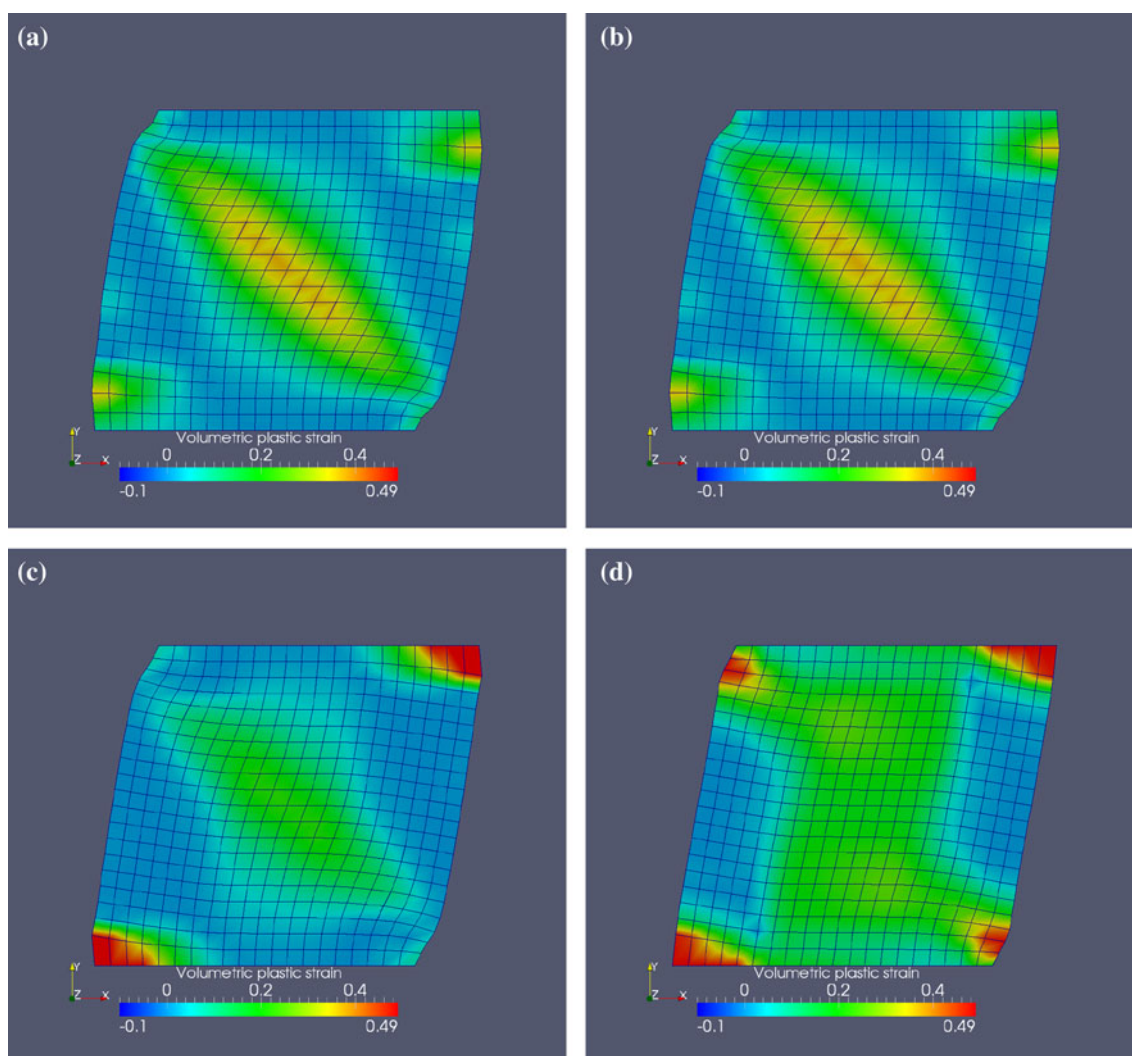 (a)
Y
Z X
Volumetric plastic strain
0 0.2 0.4
-0.1 0.49
(b)
Y
Z X
Volumetric plastic strain
0 0.2 0.4
-0.1 0.49
(c)
Y
Z X
Volumetric plastic strain
0 0.2 0.4
-0.1 0.49
(d)
Y
Z X
Volumetric plastic strain
0 0.2 0.4
-0.1 0.49